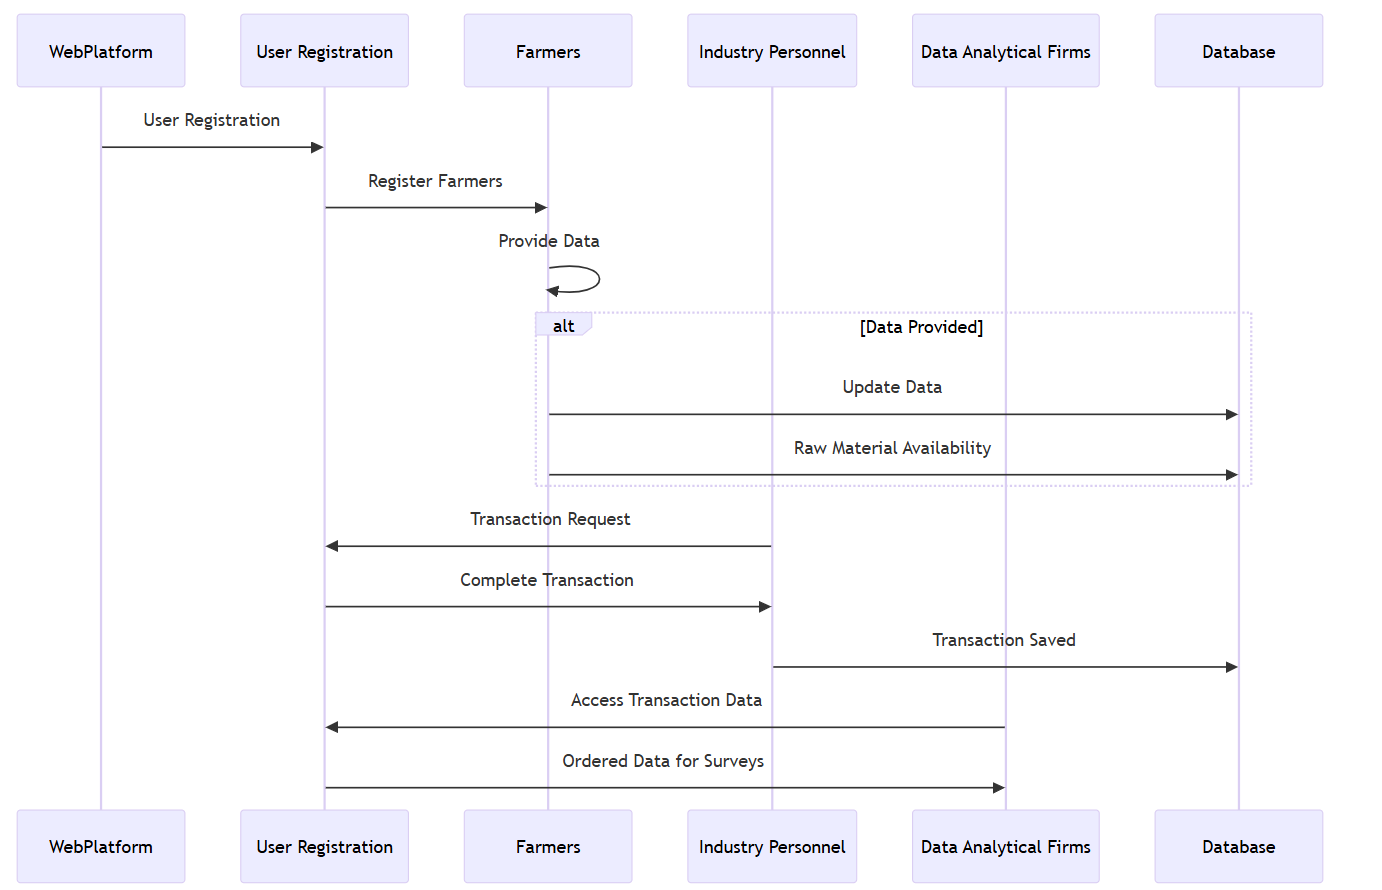 WebPlatform
User Registration
Farmers
Industry Personnel
Data Analytical Firms
Database
User Registration
Register Farmers
Provide Data
alt
[Data Provided]
Update Data
Raw Material Availability
Transaction Request
Complete Transaction
Transaction Saved
Access Transaction Data
Ordered Data for Surveys
WebPlatform
User Registration
Farmers
Industry Personnel
Data Analytical Firms
Database